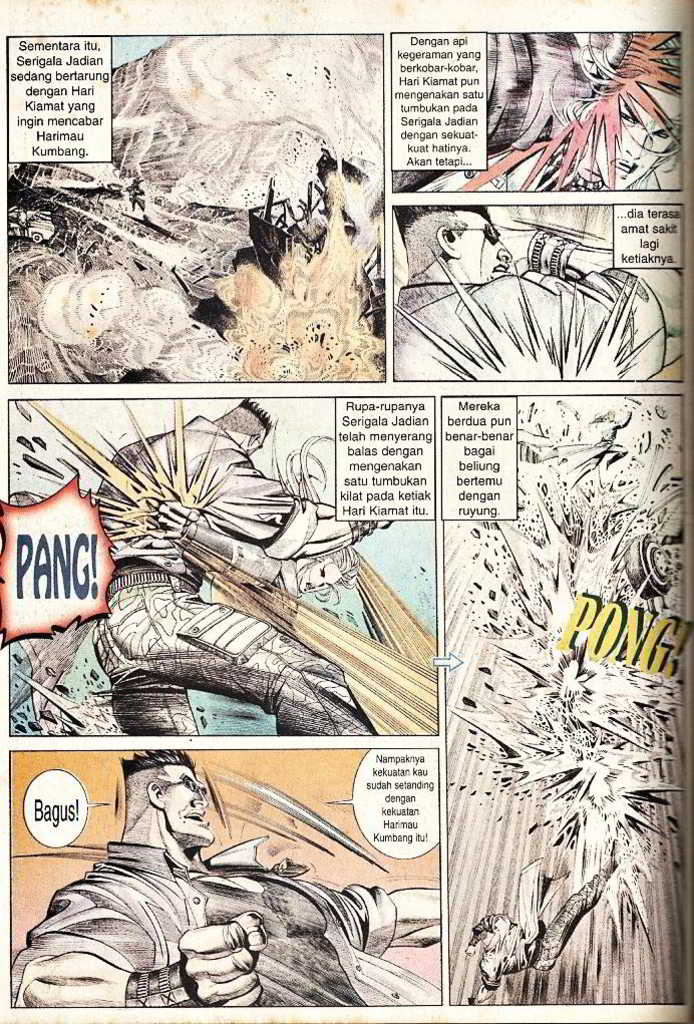 Sementara itu,
Serigala Jadian
sedang bertarung
dengan Hari
Kiamat yang
ingin mencabar
Harimau
Kumbang.
Dengan api
kegeraman yang
berkobar-kobar,
Hari Kiamat pun
mengenakan satu
tumbukan pada
Serigala Jadian
dengan sekuat-
kuat hatinya.
Akan tetapi...
...dia terasa
amat sakit
lagi
ketiaknya.
Rupa-rupanya
Serigala Jadian
telah menyerang
balas dengan
mengenakan
satu tumbukan
kilat pada ketiak
Hari Kiamat itu.
PANG!
Mereka
berdua pun
benar-benar
bagai
beliung
bertemu
dengan
ruyung.
PONG!
Bagus!
Nampaknya
kekuatan kau
sudah setanding
dengan
kekuatan
Harimau
Kumbang itu!